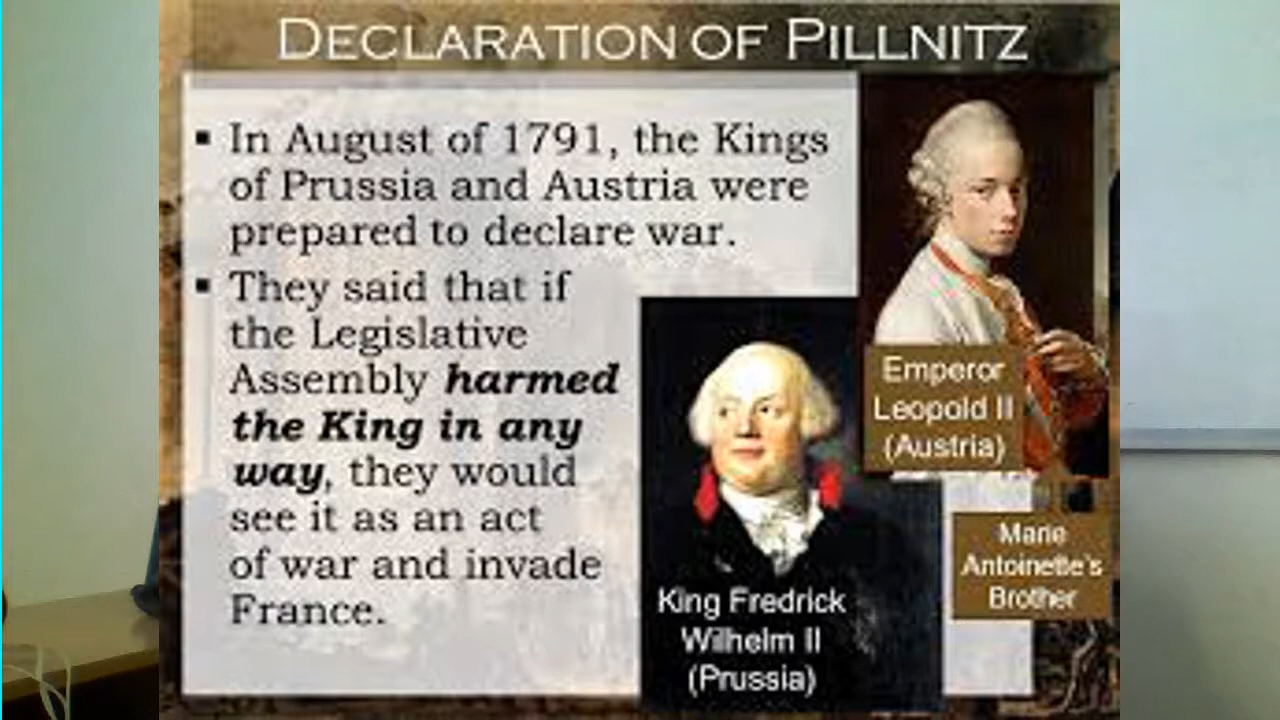 DECLARATION OF PILLNITZ
▪ In August of 1791, the Kings
of Prussia and Austria were
prepared to declare war.
▪ They said that if
the Legislative
Assembly harmed
the King in any
way, they would
see it as an act
of war and invade
France.
Emperor
Leopold II
(Austria)
Marie
Antoinette's
Brother
King Fredrick
Wilhelm II
(Prussia)